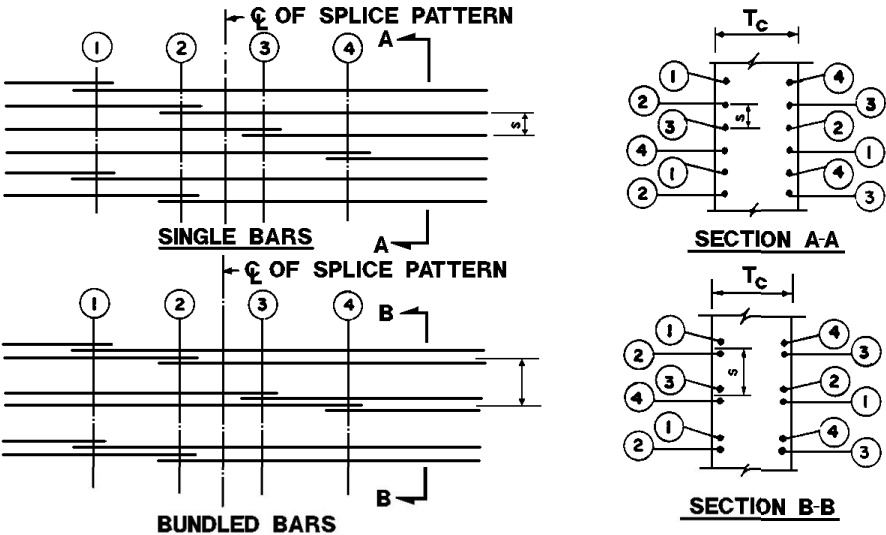 ℄ OF SPLICE PATTERN
1 2 3 4
A
s
A
SINGLE BARS
Tc
1 4
2 3
s
3 2
4 1
1 4
2 3
SECTION A-A
℄ OF SPLICE PATTERN
1 2 3 4
B
B
BUNDLED BARS
Tc
1 4
2 3
s
3 2
4 1
1 4
2 3
SECTION B-B